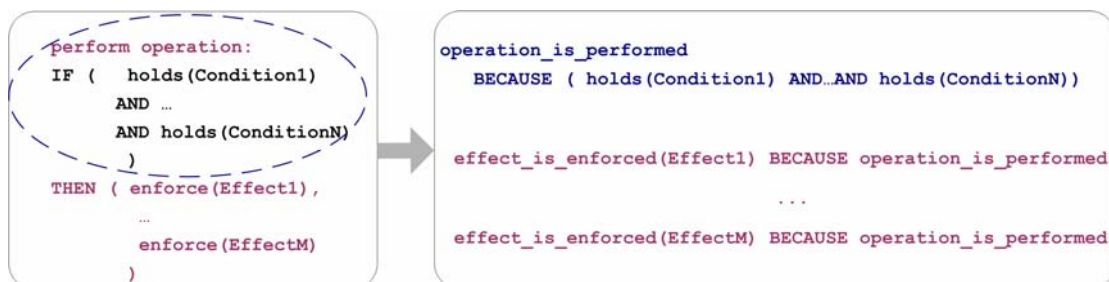 perform operation:
IF ( holds(Condition1)
AND …
AND holds(ConditionN)
)
THEN ( enforce(Effect1),
…
enforce(EffectM)
)
operation_is_performed
BECAUSE ( holds(Condition1) AND…AND holds(ConditionN))
effect_is_enforced(Effect1) BECAUSE operation_is_performed
...
effect_is_enforced(EffectM) BECAUSE operation_is_performed